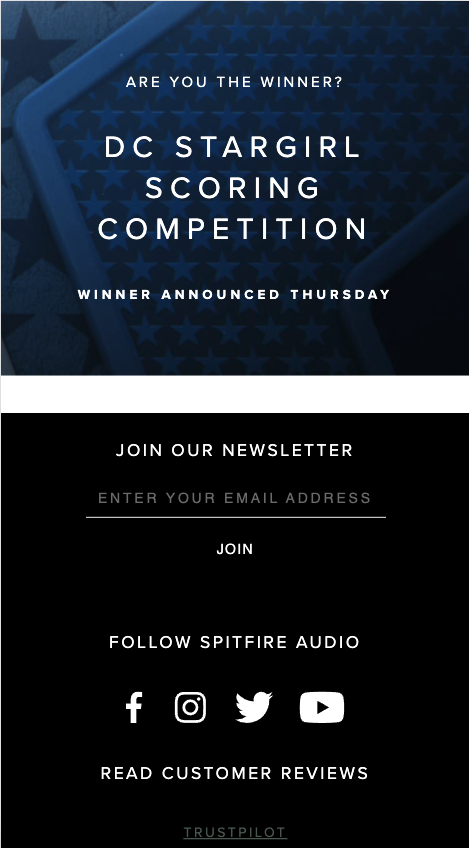 ARE YOU THE WINNER?
DC STARGIRL
SCORING
COMPETITION
WINNER ANNOUNCED THURSDAY
JOIN OUR NEWSLETTER
ENTER YOUR EMAIL ADDRESS
JOIN
FOLLOW SPITFIRE AUDIO
READ CUSTOMER REVIEWS
TRUSTPILOT